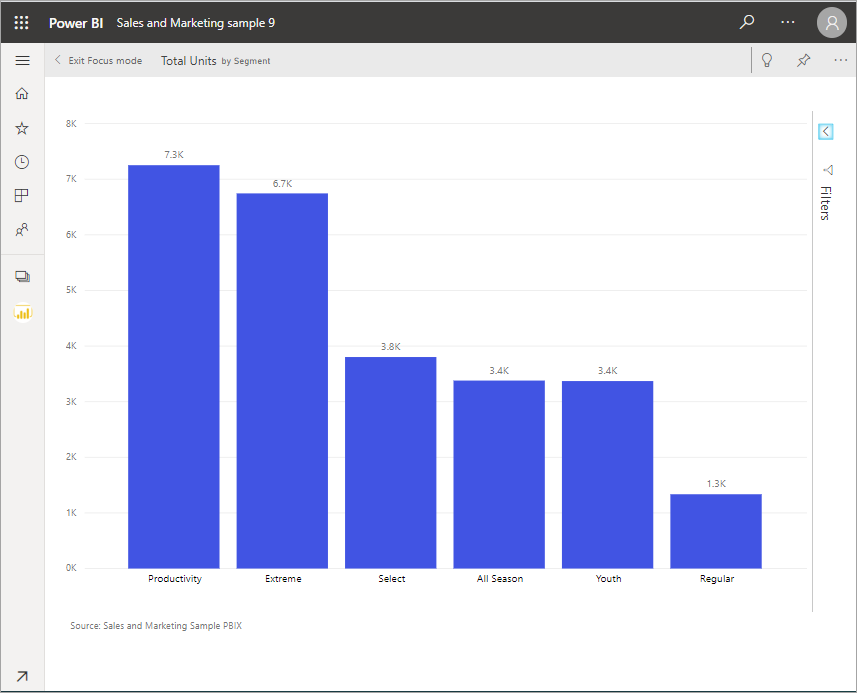 Power BI Sales and Marketing sample 9
Exit Focus mode Total Units by Segment
8K
7K
6K
5K
4K
3K
2K
1K
0K
7.3K
6.7K
3.8K
3.4K
3.4K
1.3K
Productivity Extreme Select All Season Youth Regular
Filters
Source: Sales and Marketing Sample PBIX